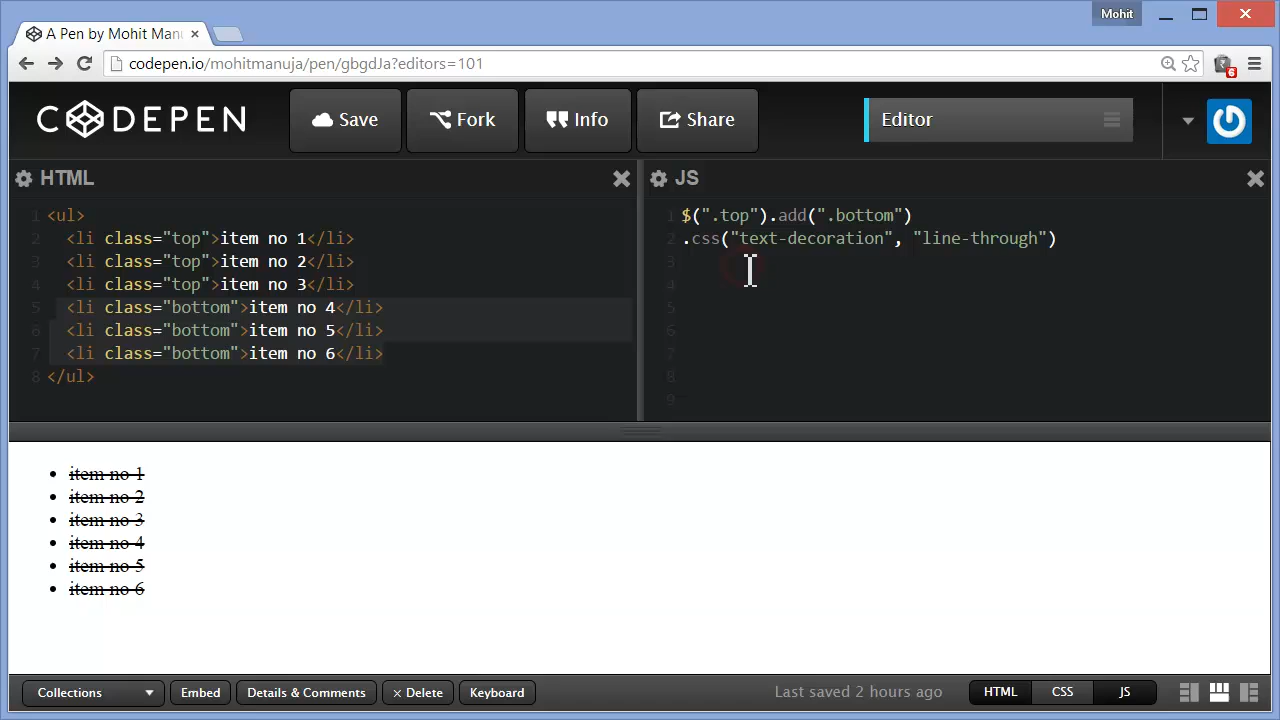 Mohit
A Pen by Mohit Manu
codepen.io/mohitmanuja/pen/gbgdJa?editors=101
6
CODEPEN
Save
Fork
Info
Share
Editor
HTML
JS
1 <ul>
2 <li class="top">item no 1</li>
3 <li class="top">item no 2</li>
4 <li class="top">item no 3</li>
5 <li class="bottom">item no 4</li>
6 <li class="bottom">item no 5</li>
7 <li class="bottom">item no 6</li>
8 </ul>
1 $(".top").add(".bottom")
2 .css("text-decoration", "line-through")
3
4
5
6
7
8
9
• item no 1
• item no 2
• item no 3
• item no 4
• item no 5
• item no 6
Collections
Embed
Details & Comments
× Delete
Keyboard
Last saved 2 hours ago
HTML
CSS
JS